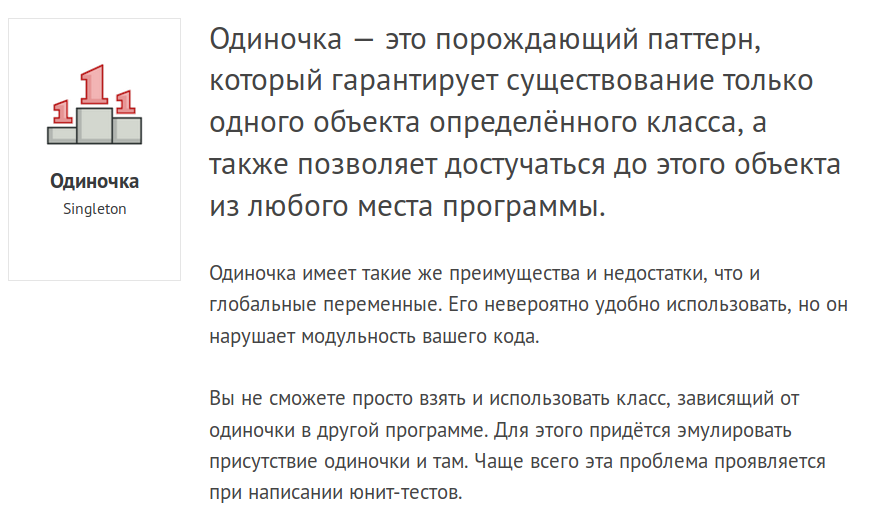 1 1 1
Одиночка
Singleton
Одиночка — это порождающий паттерн,
который гарантирует существование только
одного объекта определённого класса, а
также позволяет достучаться до этого объекта
из любого места программы.
Одиночка имеет такие же преимущества и недостатки, что и
глобальные переменные. Его невероятно удобно использовать, но он
нарушает модульность вашего кода.
Вы не сможете просто взять и использовать класс, зависящий от
одиночки в другой программе. Для этого придётся эмулировать
присутствие одиночки и там. Чаще всего эта проблема проявляется
при написании юнит-тестов.